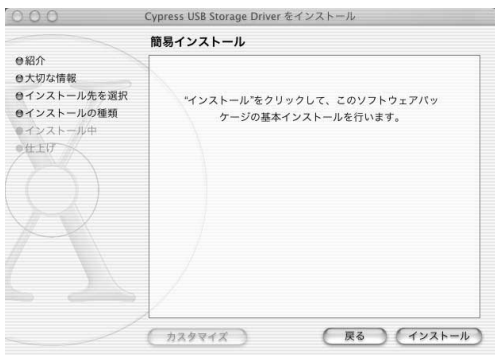 Cypress USB Storage Driver をインストール
簡易インストール
紹介
大切な情報
インストール先を選択
インストールの種類
インストール中
仕上げ
“インストール”をクリックして、このソフトウェアパッ
ケージの基本インストールを行います。
カスタマイズ
戻る
インストール